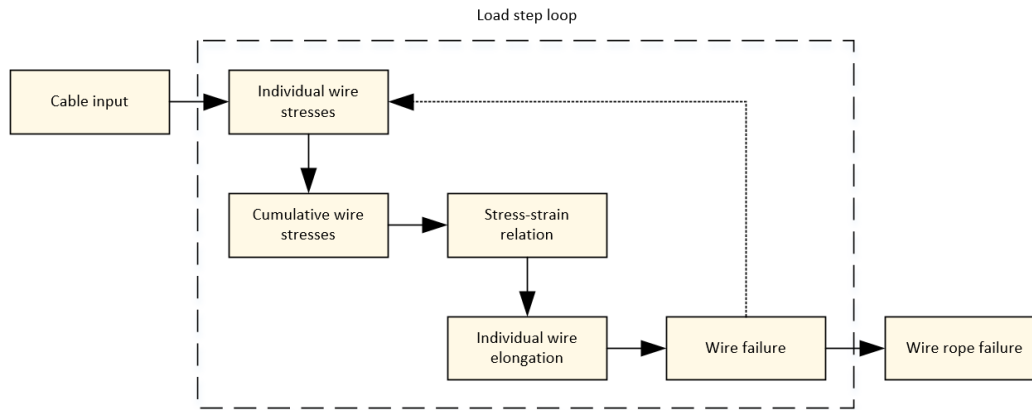 Load step loop
Cable input
Individual wire
stresses
Cumulative wire
stresses
Stress-strain
relation
Individual wire
elongation
Wire failure
Wire rope failure